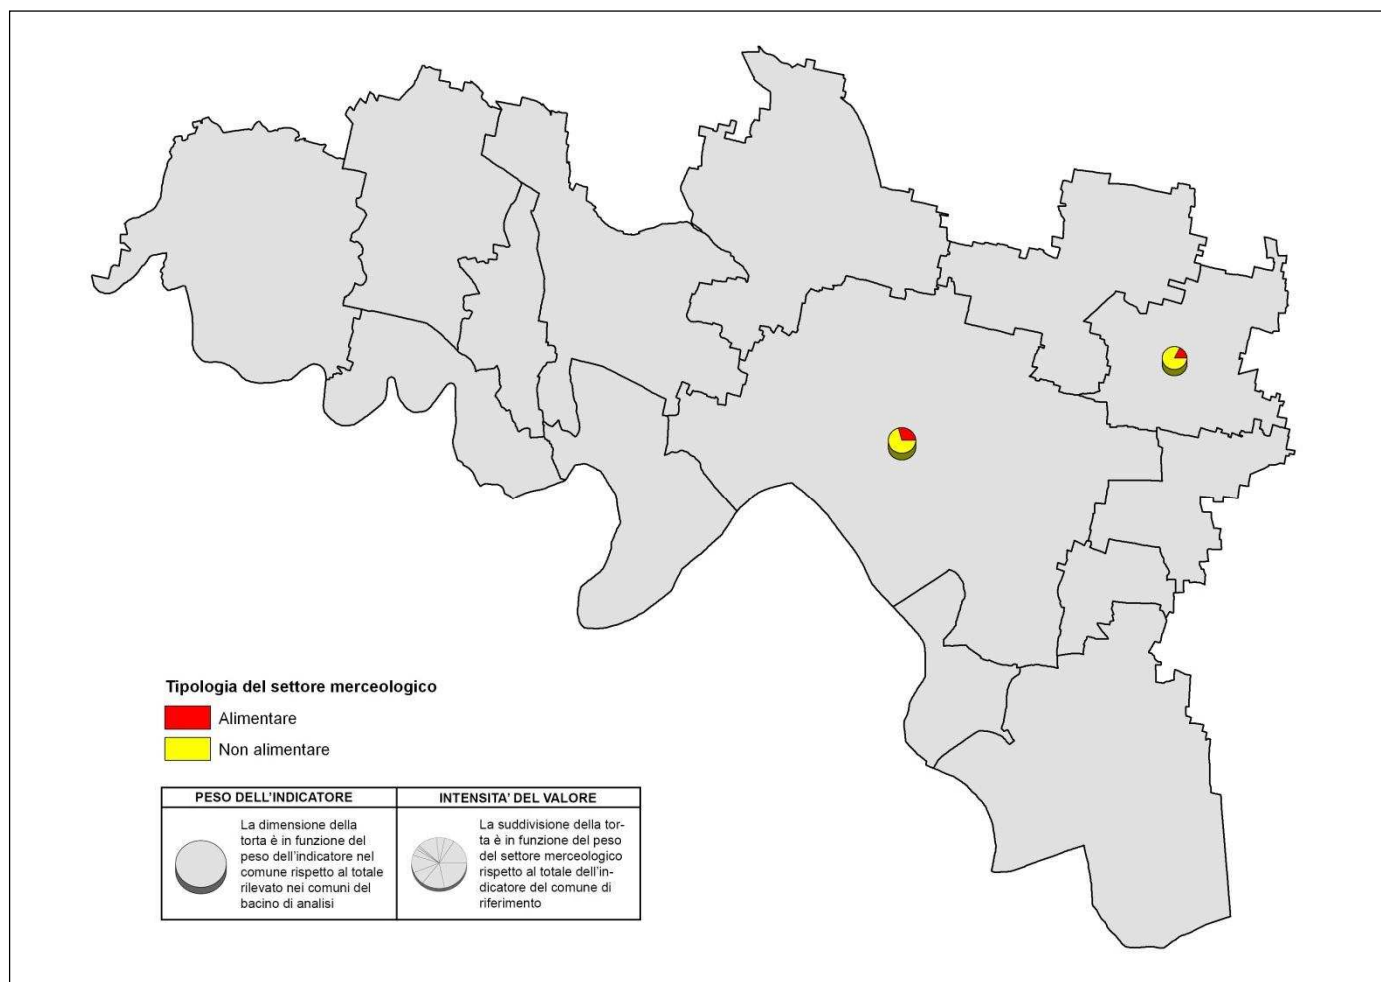 Tipologia del settore merceologico
Alimentare
Non alimentare
PESO DELL'INDICATORE
La dimensione della
torta è in funzione del
peso dell'indicatore nel
comune rispetto al totale
rilevato nei comuni del
bacino di analisi
INTENSITA' DEL VALORE
La suddivisione della tor-
ta è in funzione del peso
del settore merceologico
rispetto al totale dell'in-
dicatore del comune di
riferimento